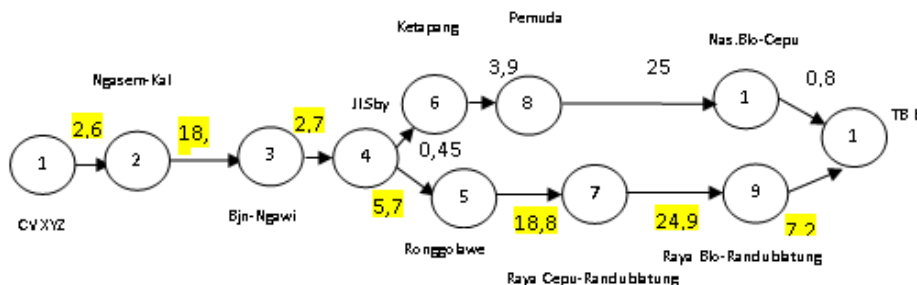 Ketapang
Pemuda
Nas.Blo-Cepu
Ngasem-Kal
3,9
25
0,8
Jl.Sby
6
8
1
TB E
2,6
18,
2,7
1
1
2
3
4
0,45
5
7
9
CV XYZ
Bjn-Ngawi
5,7
18,8
24,9
7,2
Ronggolawe
Raya Blo-Randublatung
Raya Cepu-Randublatung